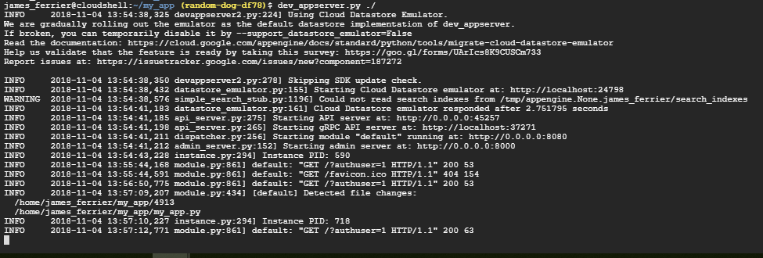 james_ferrier@cloudshell:~/my_app (random-dog-df78)$ dev_appserver.py ./
INFO 2018-11-04 13:54:38,325 devappserver2.py:224] Using Cloud Datastore Emulator.
We are gradually rolling out the emulator as the default datastore implementation of dev_appserver.
If broken, you can temporarily disable it by --support_datastore_emulator=False
Read the documentation: https://cloud.google.com/appengine/docs/standard/python/tools/migrate-cloud-datastore-emulator
Help us validate that the feature is ready by taking this survey: https://goo.gl/forms/UArIcs8K9CUSCm733
Report issues at: https://issuetracker.google.com/issues/new?component=187272
INFO 2018-11-04 13:54:38,350 devappserver2.py:278] Skipping SDK update check.
INFO 2018-11-04 13:54:38,432 datastore_emulator.py:155] Starting Cloud Datastore emulator at: http://localhost:24798
WARNING 2018-11-04 13:54:38,576 simple_search_stub.py:1196] Could not read search indexes from /tmp/appengine.None.james_ferrier/search_indexes
INFO 2018-11-04 13:54:41,183 datastore_emulator.py:161] Cloud Datastore emulator responded after 2.751795 seconds
INFO 2018-11-04 13:54:41,185 api_server.py:275] Starting API server at: http://0.0.0.0:45257
INFO 2018-11-04 13:54:41,198 api_server.py:265] Starting gRPC API server at: http://localhost:37271
INFO 2018-11-04 13:54:41,211 dispatcher.py:256] Starting module "default" running at: http://0.0.0.0:8080
INFO 2018-11-04 13:54:41,212 admin_server.py:152] Starting admin server at: http://0.0.0.0:8000
INFO 2018-11-04 13:54:43,228 instance.py:294] Instance PID: 590
INFO 2018-11-04 13:55:44,168 module.py:861] default: "GET /?authuser=1 HTTP/1.1" 200 53
INFO 2018-11-04 13:55:44,591 module.py:861] default: "GET /favicon.ico HTTP/1.1" 404 154
INFO 2018-11-04 13:56:50,775 module.py:861] default: "GET /?authuser=1 HTTP/1.1" 200 53
INFO 2018-11-04 13:57:09,207 module.py:434] [default] Detected file changes:
/home/james_ferrier/my_app/4913
/home/james_ferrier/my_app/my_app.py
INFO 2018-11-04 13:57:10,227 instance.py:294] Instance PID: 718
INFO 2018-11-04 13:57:12,771 module.py:861] default: "GET /?authuser=1 HTTP/1.1" 200 63